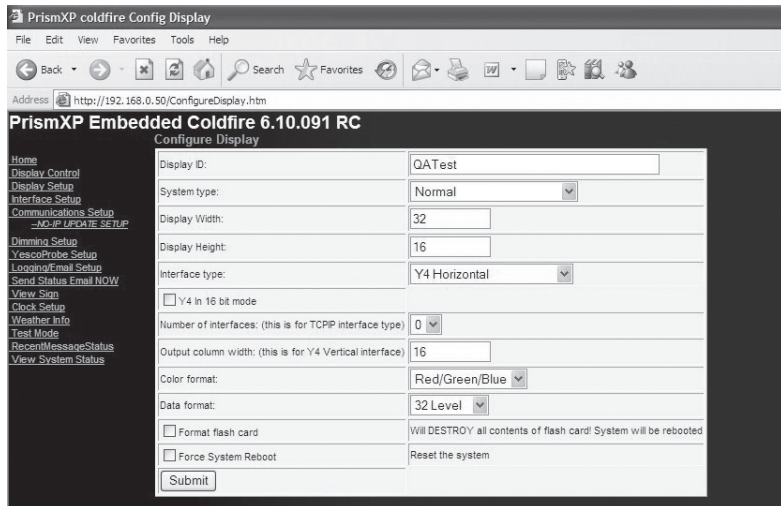 PrismXP coldfire Config Display
File Edit View Favorites Tools Help
Back Search Favorites
Address http://192.168.0.50/ConfigureDisplay.htm
PrismXP Embedded Coldfire 6.10.091 RC
Configure Display
Home
Display Control
Display Setup
Interface Setup
Communications Setup
--NO-IP UPDATE SETUP
Dimming Setup
YescoProbe Setup
Logging/Email Setup
Send Status Email NOW
View Sign
Clock Setup
Weather Info
Test Mode
RecentMessageStatus
View System Status
Display ID: QATest
System type: Normal
Display Width: 32
Display Height: 16
Interface type: Y4 Horizontal
Y4 In 16 bit mode
Number of interfaces: (this is for TCPIP interface type) 0
Output column width: (this is for Y4 Vertical interface) 16
Color format: Red/Green/Blue
Data format: 32 Level
Format flash card Will DESTROY all contents of flash card! System will be rebooted
Force System Reboot Reset the system
Submit